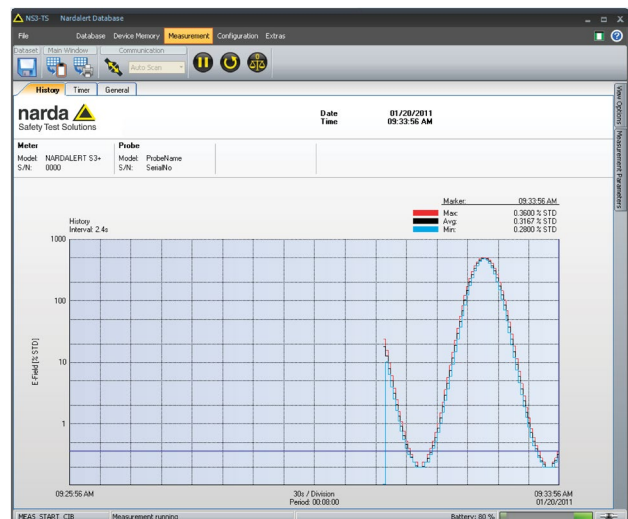 NS3-TS Nardalert Database
File Database Device Memory Measurement Configuration Extras
Dataset Main Window Communication
Auto Scan
History Timer General
View Options
Measurement Parameters
narda
Safety Test Solutions
Date 01/20/2011
Time 09:33:56 AM
Meter Probe
Model: NARDALERT S3+ Model: ProbeName
S/N: 0000 S/N: SerialNo
Marker: 09:33:56 AM
Max: 0.3600 % STD
Avg: 0.3167 % STD
Min: 0.2800 % STD
History
Interval: 2.4s
1000
100
10
1
E-Field [% STD]
09:25:56 AM 30s / Division 09:33:56 AM
Period: 00:08:00 01/20/2011
MEAS_START_CIB Measurement running Battery: 80 %